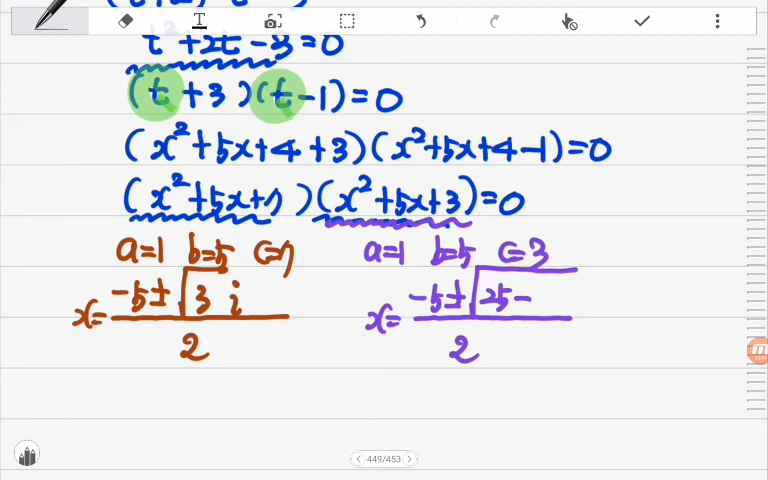 t²+2t-3=0
(t+3)(t-1)=0
(x²+5x+4+3)(x²+5x+4-1)=0
(x²+5x+7)(x²+5x+3)=0
a=1 b=5 c=7
x= -5±√3 i / 2
a=1 b=5 c=3
x= -5±√25- / 2
449/453